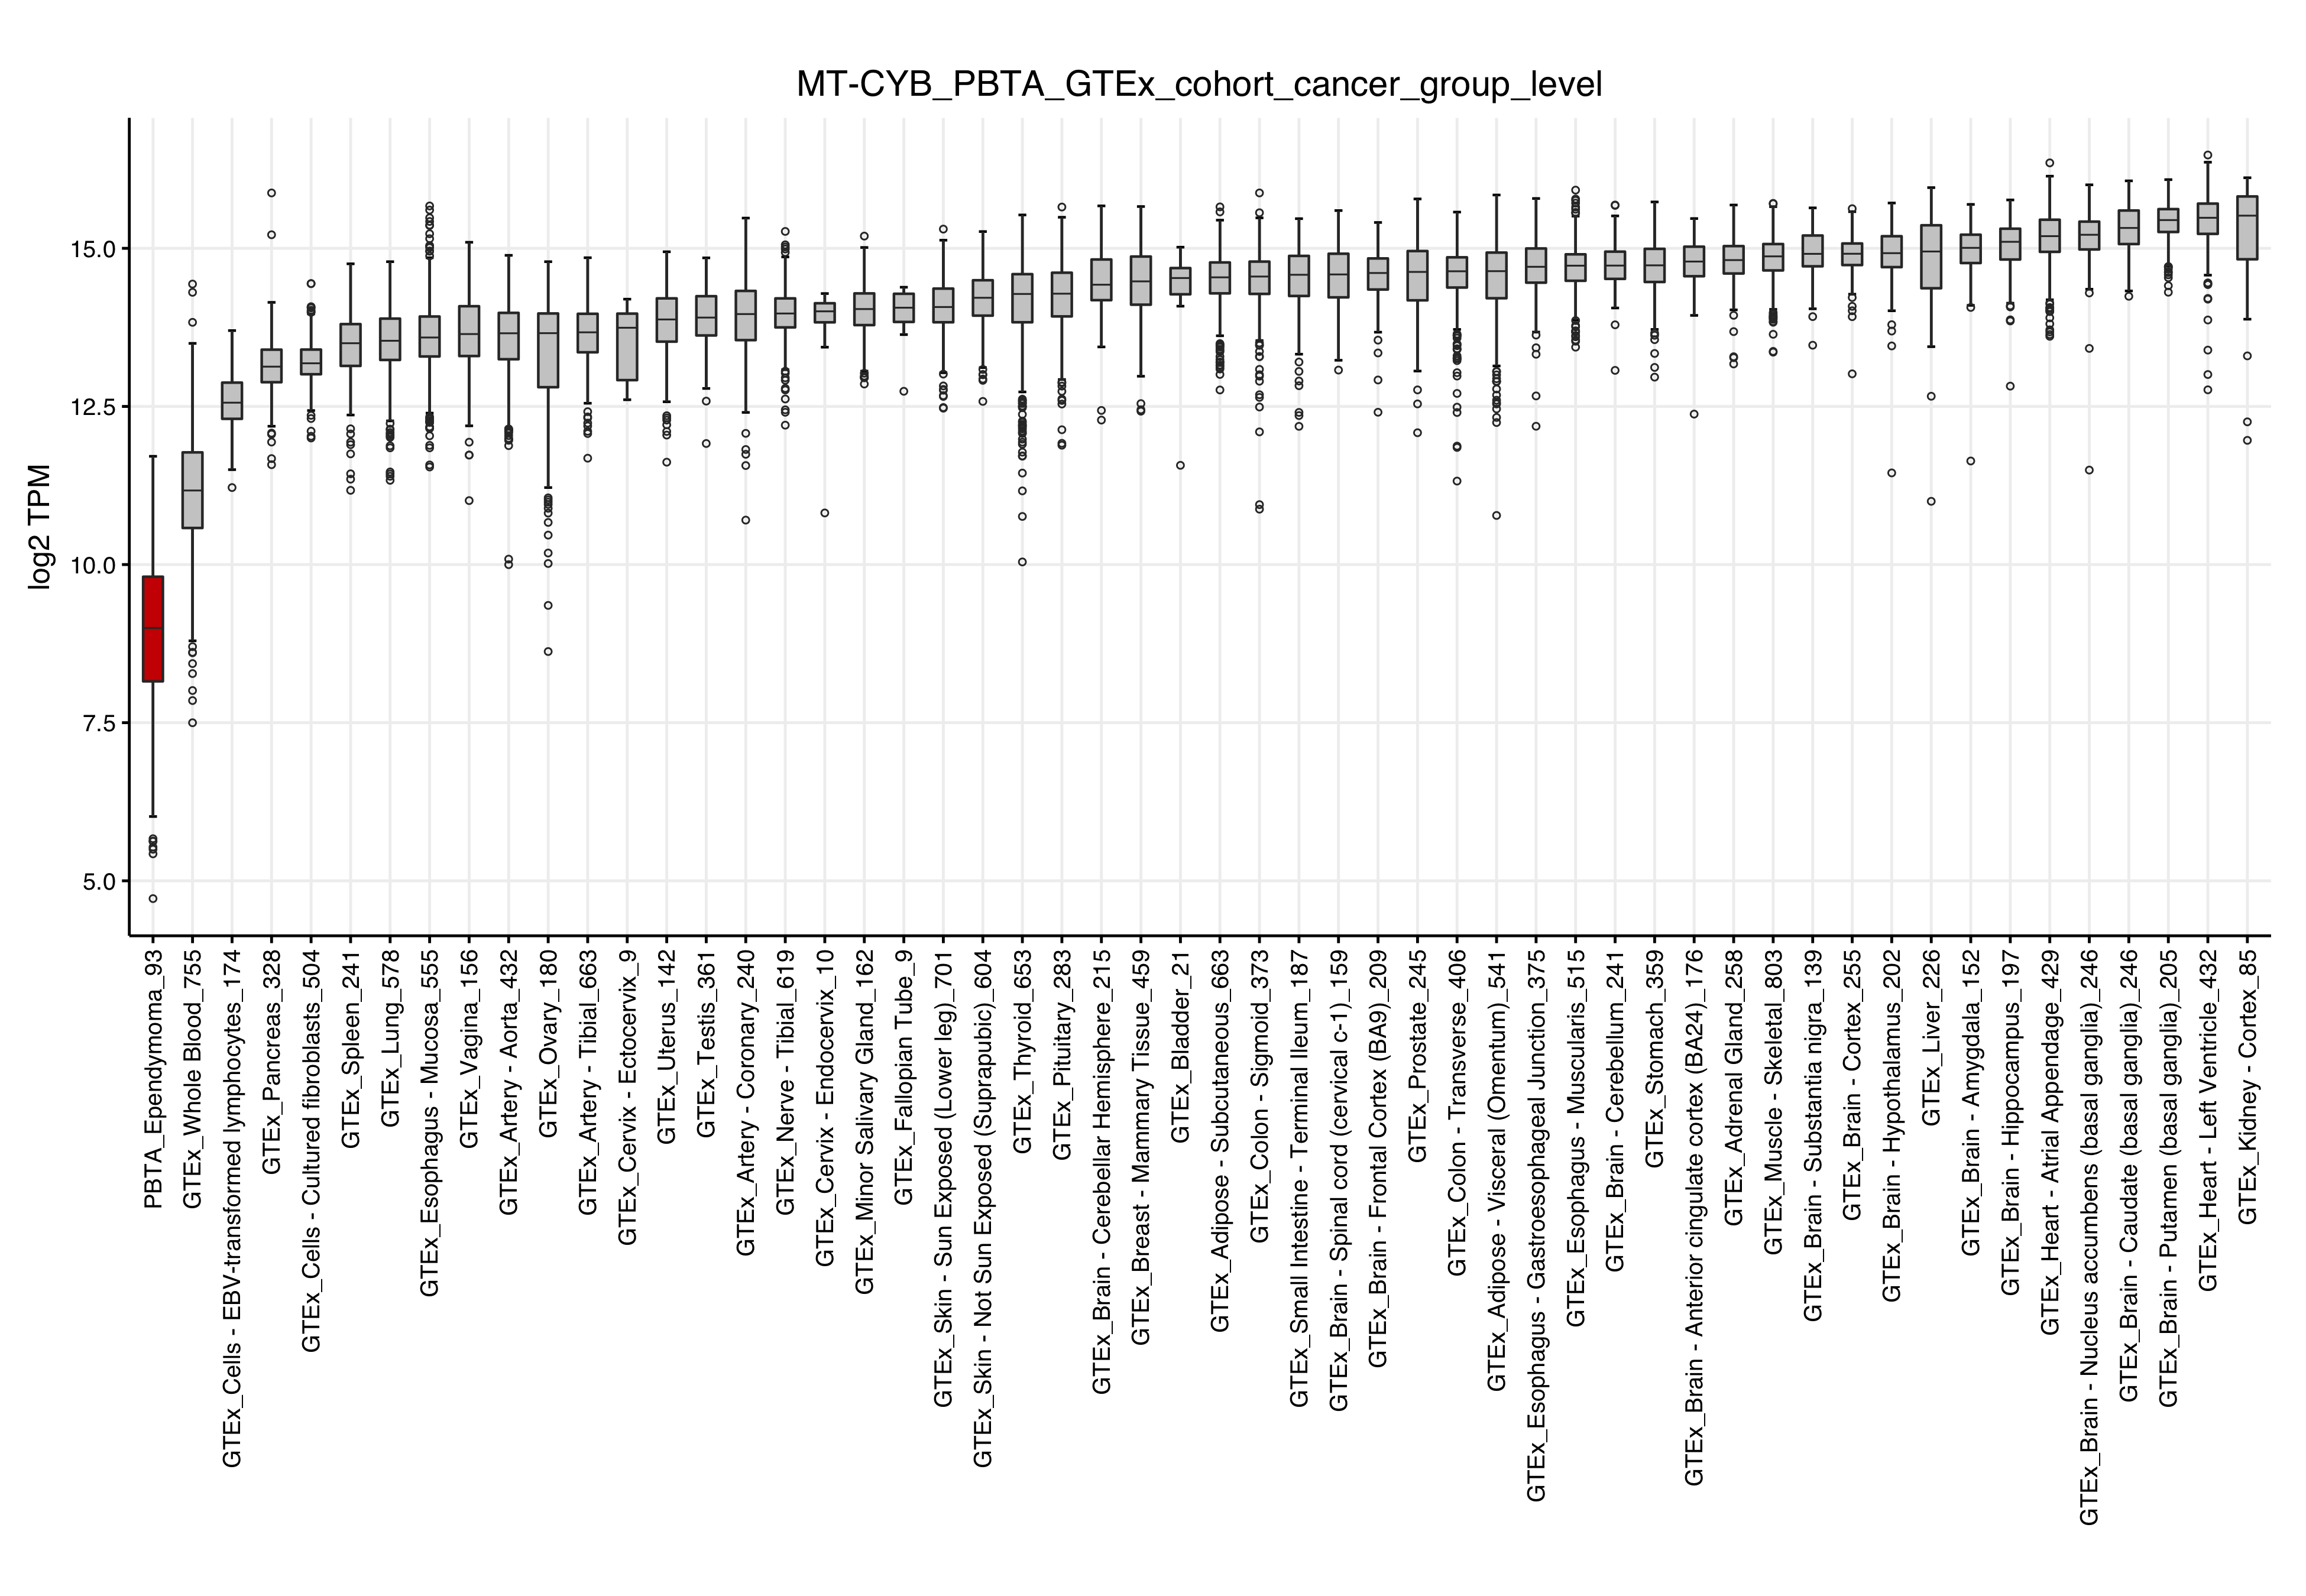 MT-CYB_PBTA_GTEx_cohort_cancer_group_level
log2 TPM
15.0
12.5
10.0
7.5
5.0
PBTA_Ependymoma_93
GTEx_Whole Blood_755
GTEx_Cells - EBV-transformed lymphocytes_174
GTEx_Pancreas_328
GTEx_Cells - Cultured fibroblasts_504
GTEx_Spleen_241
GTEx_Lung_578
GTEx_Esophagus - Mucosa_555
GTEx_Vagina_156
GTEx_Artery - Aorta_432
GTEx_Ovary_180
GTEx_Artery - Tibial_663
GTEx_Cervix - Ectocervix_9
GTEx_Uterus_142
GTEx_Testis_361
GTEx_Artery - Coronary_240
GTEx_Nerve - Tibial_619
GTEx_Cervix - Endocervix_10
GTEx_Minor Salivary Gland_162
GTEx_Fallopian Tube_9
GTEx_Skin - Sun Exposed (Lower leg)_701
GTEx_Skin - Not Sun Exposed (Suprapubic)_604
GTEx_Thyroid_653
GTEx_Pituitary_283
GTEx_Brain - Cerebellar Hemisphere_215
GTEx_Breast - Mammary Tissue_459
GTEx_Bladder_21
GTEx_Adipose - Subcutaneous_663
GTEx_Colon - Sigmoid_373
GTEx_Small Intestine - Terminal Ileum_187
GTEx_Brain - Spinal cord (cervical c-1)_159
GTEx_Brain - Frontal Cortex (BA9)_209
GTEx_Prostate_245
GTEx_Colon - Transverse_406
GTEx_Adipose - Visceral (Omentum)_541
GTEx_Esophagus - Gastroesophageal Junction_375
GTEx_Esophagus - Muscularis_515
GTEx_Brain - Cerebellum_241
GTEx_Stomach_359
GTEx_Brain - Anterior cingulate cortex (BA24)_176
GTEx_Adrenal Gland_258
GTEx_Muscle - Skeletal_803
GTEx_Brain - Substantia nigra_139
GTEx_Brain - Cortex_255
GTEx_Brain - Hypothalamus_202
GTEx_Liver_226
GTEx_Brain - Amygdala_152
GTEx_Brain - Hippocampus_197
GTEx_Heart - Atrial Appendage_429
GTEx_Brain - Nucleus accumbens (basal ganglia)_246
GTEx_Brain - Caudate (basal ganglia)_246
GTEx_Brain - Putamen (basal ganglia)_205
GTEx_Heart - Left Ventricle_432
GTEx_Kidney - Cortex_85